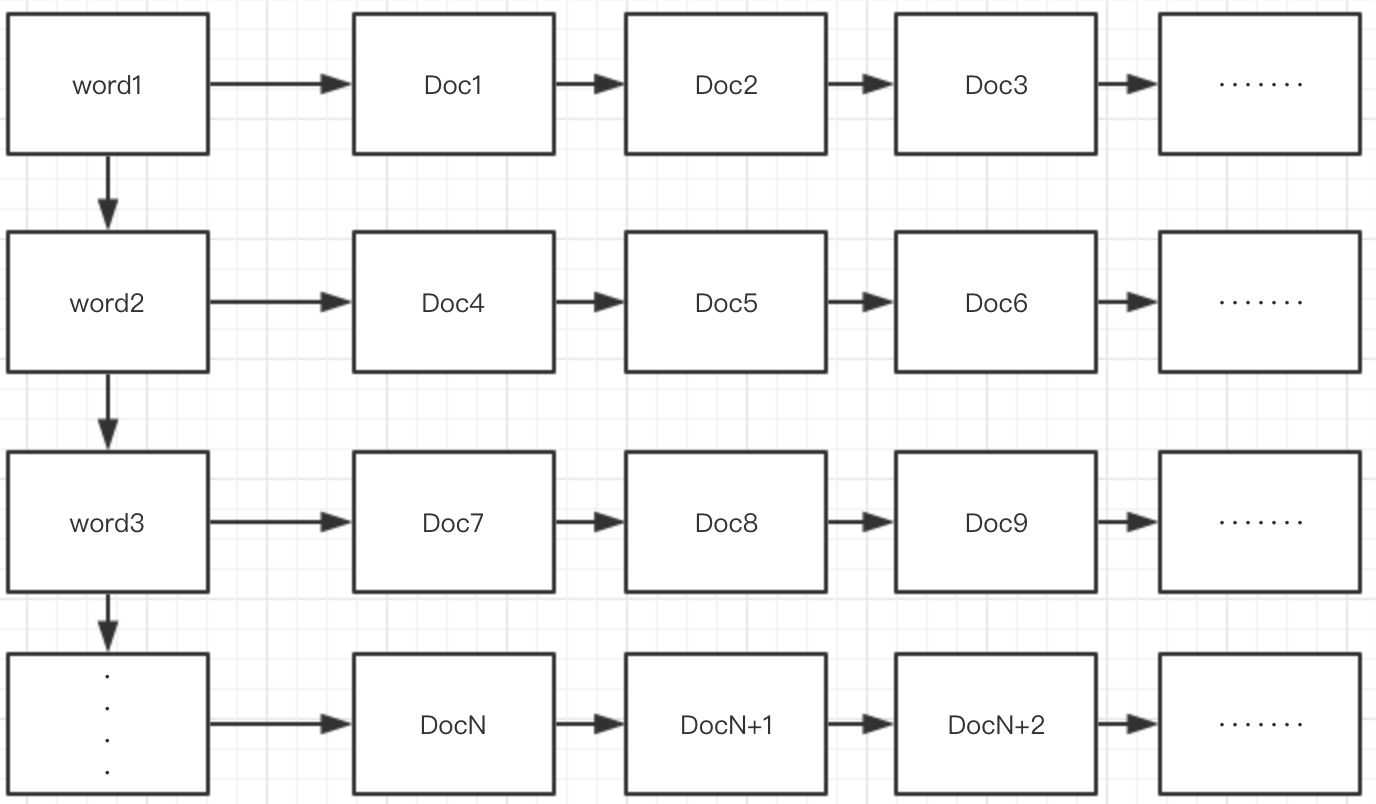 word1 Doc1 Doc2 Doc3 ·······
word2 Doc4 Doc5 Doc6 ·······
word3 Doc7 Doc8 Doc9 ·······
· DocN DocN+1 DocN+2 ·······
·
·
·